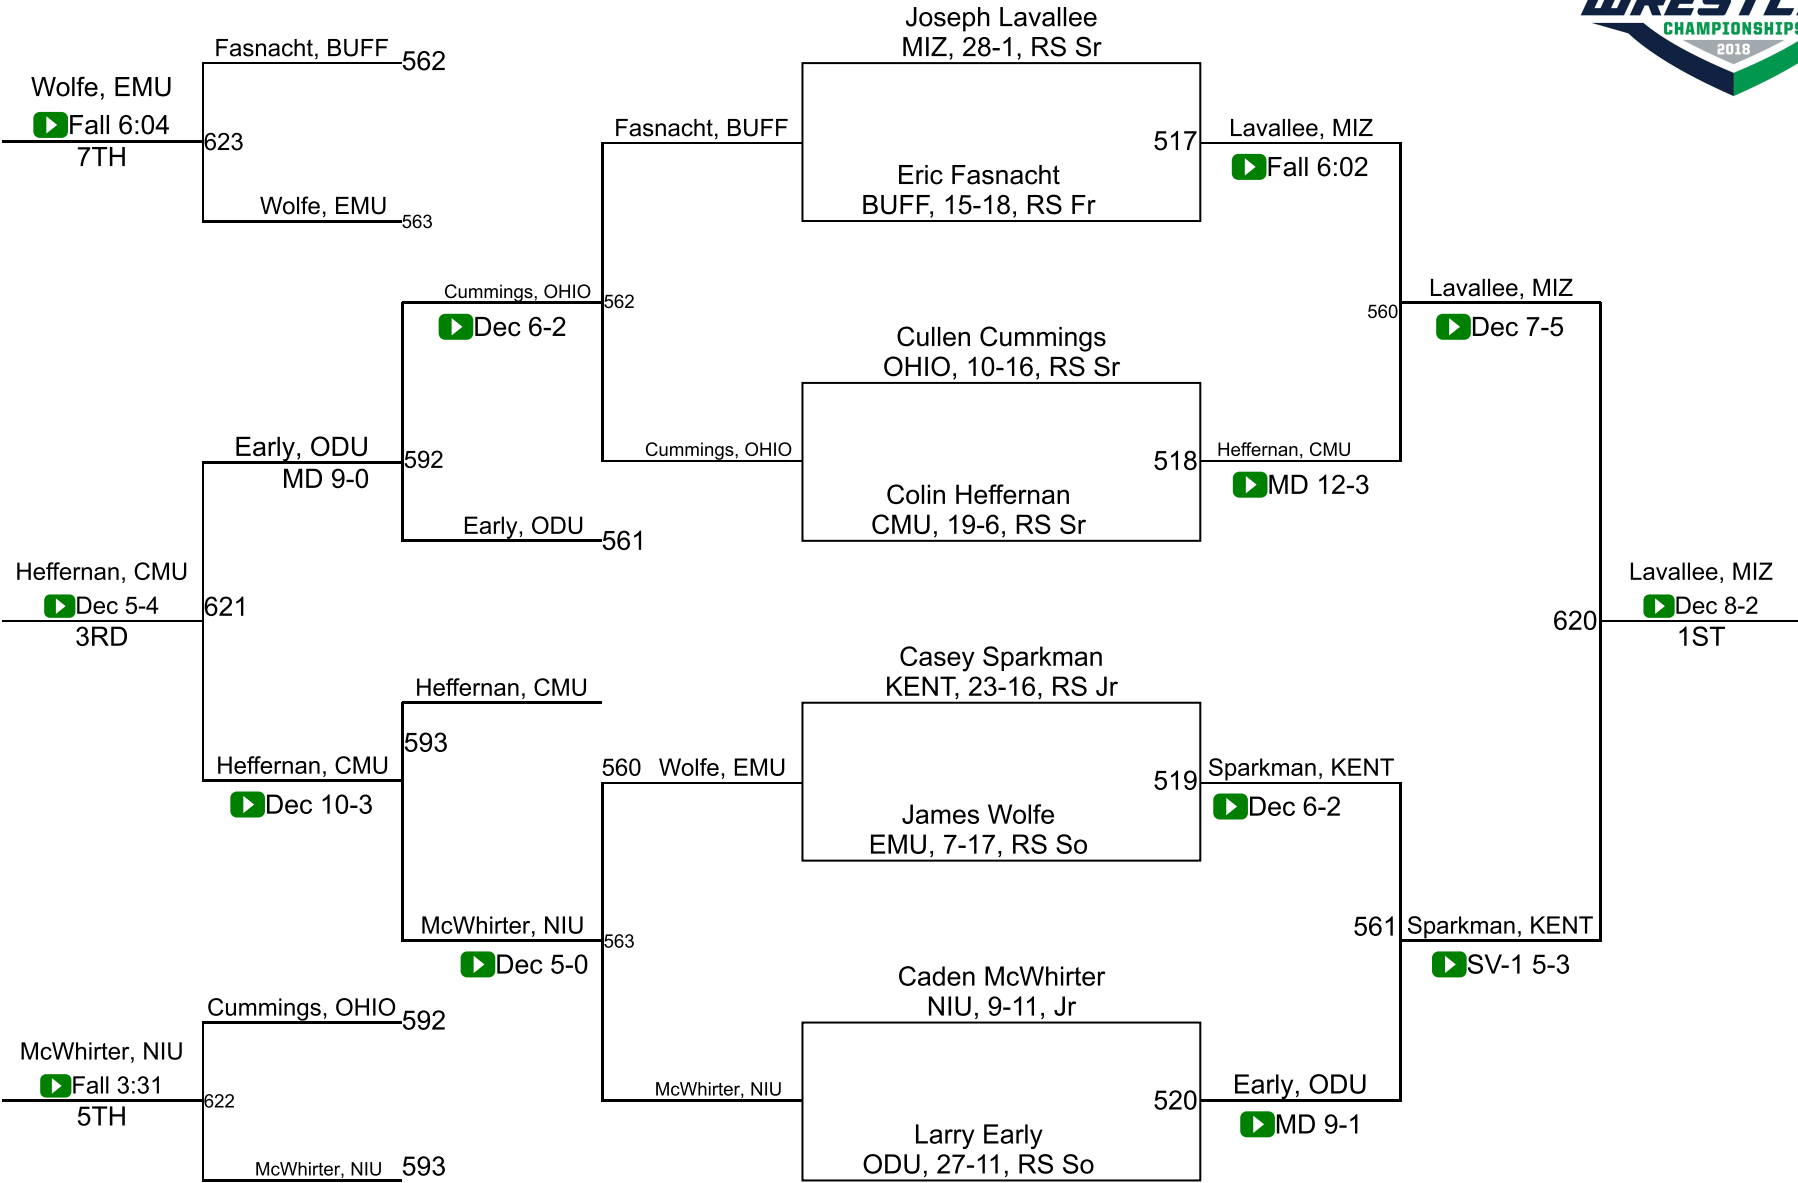 WRESTL
CHAMPIONSHIPS
2018
Joseph Lavallee
MIZ, 28-1, RS Sr
Fasnacht, BUFF
562
Wolfe, EMU
Fall 6:04
7TH
623
Wolfe, EMU
563
Fasnacht, BUFF
517
Lavallee, MIZ
Fall 6:02
Eric Fasnacht
BUFF, 15-18, RS Fr
Cummings, OHIO
562
Dec 6-2
560
Lavallee, MIZ
Dec 7-5
Cullen Cummings
OHIO, 10-16, RS Sr
Early, ODU
MD 9-0
592
Cummings, OHIO
518
Heffernan, CMU
MD 12-3
Colin Heffernan
CMU, 19-6, RS Sr
Early, ODU
561
Heffernan, CMU
Dec 5-4
3RD
621
620
Lavallee, MIZ
Dec 8-2
1ST
Casey Sparkman
KENT, 23-16, RS Jr
Heffernan, CMU
593
Heffernan, CMU
Dec 10-3
560
Wolfe, EMU
519
Sparkman, KENT
Dec 6-2
James Wolfe
EMU, 7-17, RS So
McWhirter, NIU
563
Dec 5-0
561
Sparkman, KENT
SV-1 5-3
Caden McWhirter
NIU, 9-11, Jr
Cummings, OHIO
592
McWhirter, NIU
Fall 3:31
5TH
622
McWhirter, NIU
520
Early, ODU
MD 9-1
Larry Early
ODU, 27-11, RS So
McWhirter, NIU
593